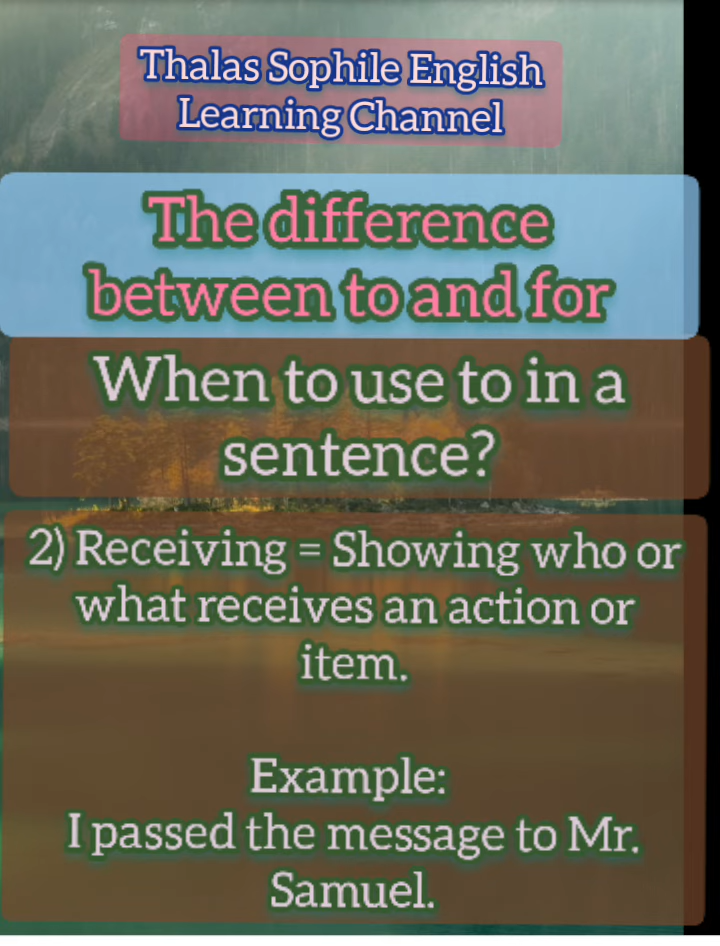 Thalas Sophile English
Learning Channel
The difference
between to and for
When to use to in a
sentence?
2) Receiving = Showing who or
what receives an action or
item.
Example:
I passed the message to Mr.
Samuel.